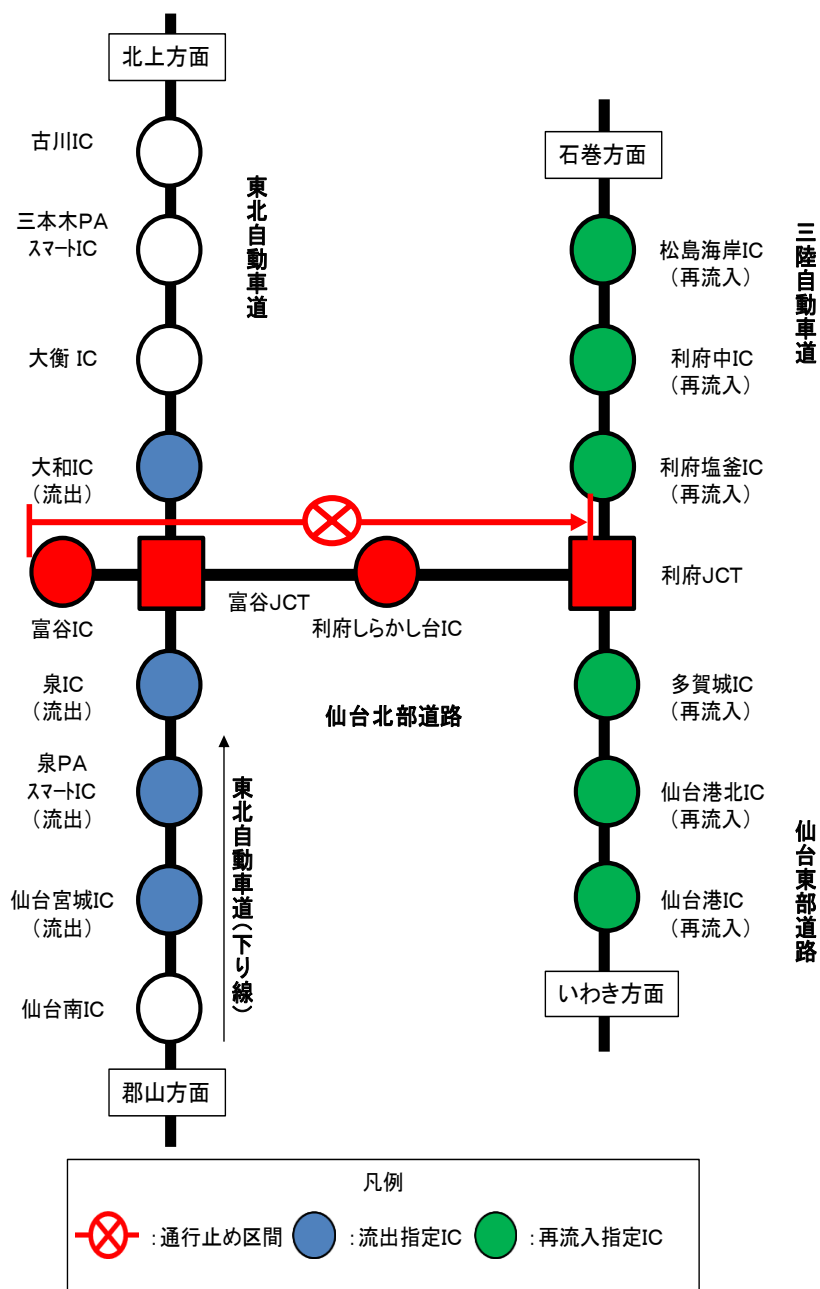 北上方面
古川IC
三本木PA
スマートIC
大衡 IC
大和IC
(流出)
東北自動車道
石巻方面
松島海岸IC
(再流入)
利府中IC
(再流入)
利府塩釜IC
(再流入)
三陸自動車道
富谷IC
富谷JCT
利府しらかし台IC
利府JCT
仙台北部道路
泉IC
(流出)
泉PA
スマートIC
(流出)
仙台宮城IC
(流出)
仙台南IC
郡山方面
東北自動車道(下り線)
多賀城IC
(再流入)
仙台港北IC
(再流入)
仙台港IC
(再流入)
いわき方面
仙台東部道路
凡例
:通行止め区間
:流出指定IC
:再流入指定IC